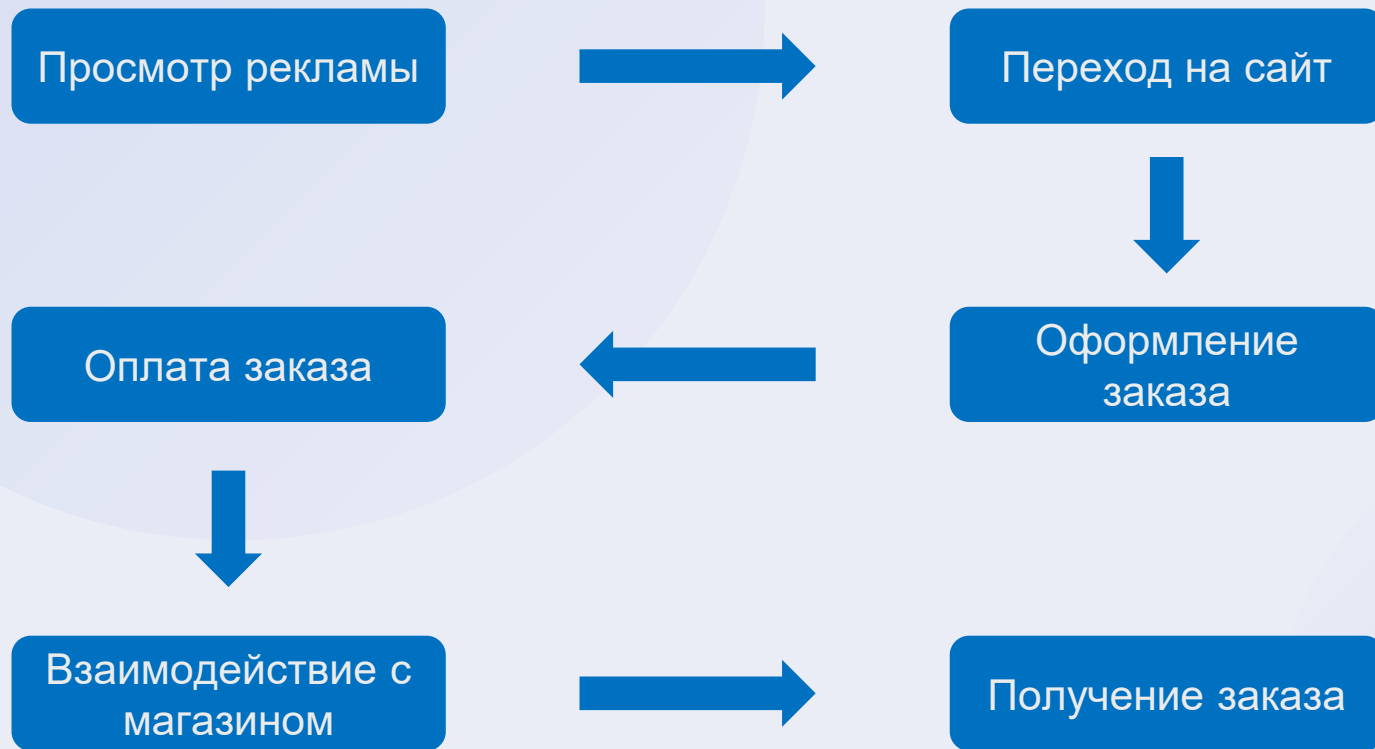 Просмотр рекламы
Переход на сайт
Оплата заказа
Оформление
заказа
Взаимодействие с
магазином
Получение заказа